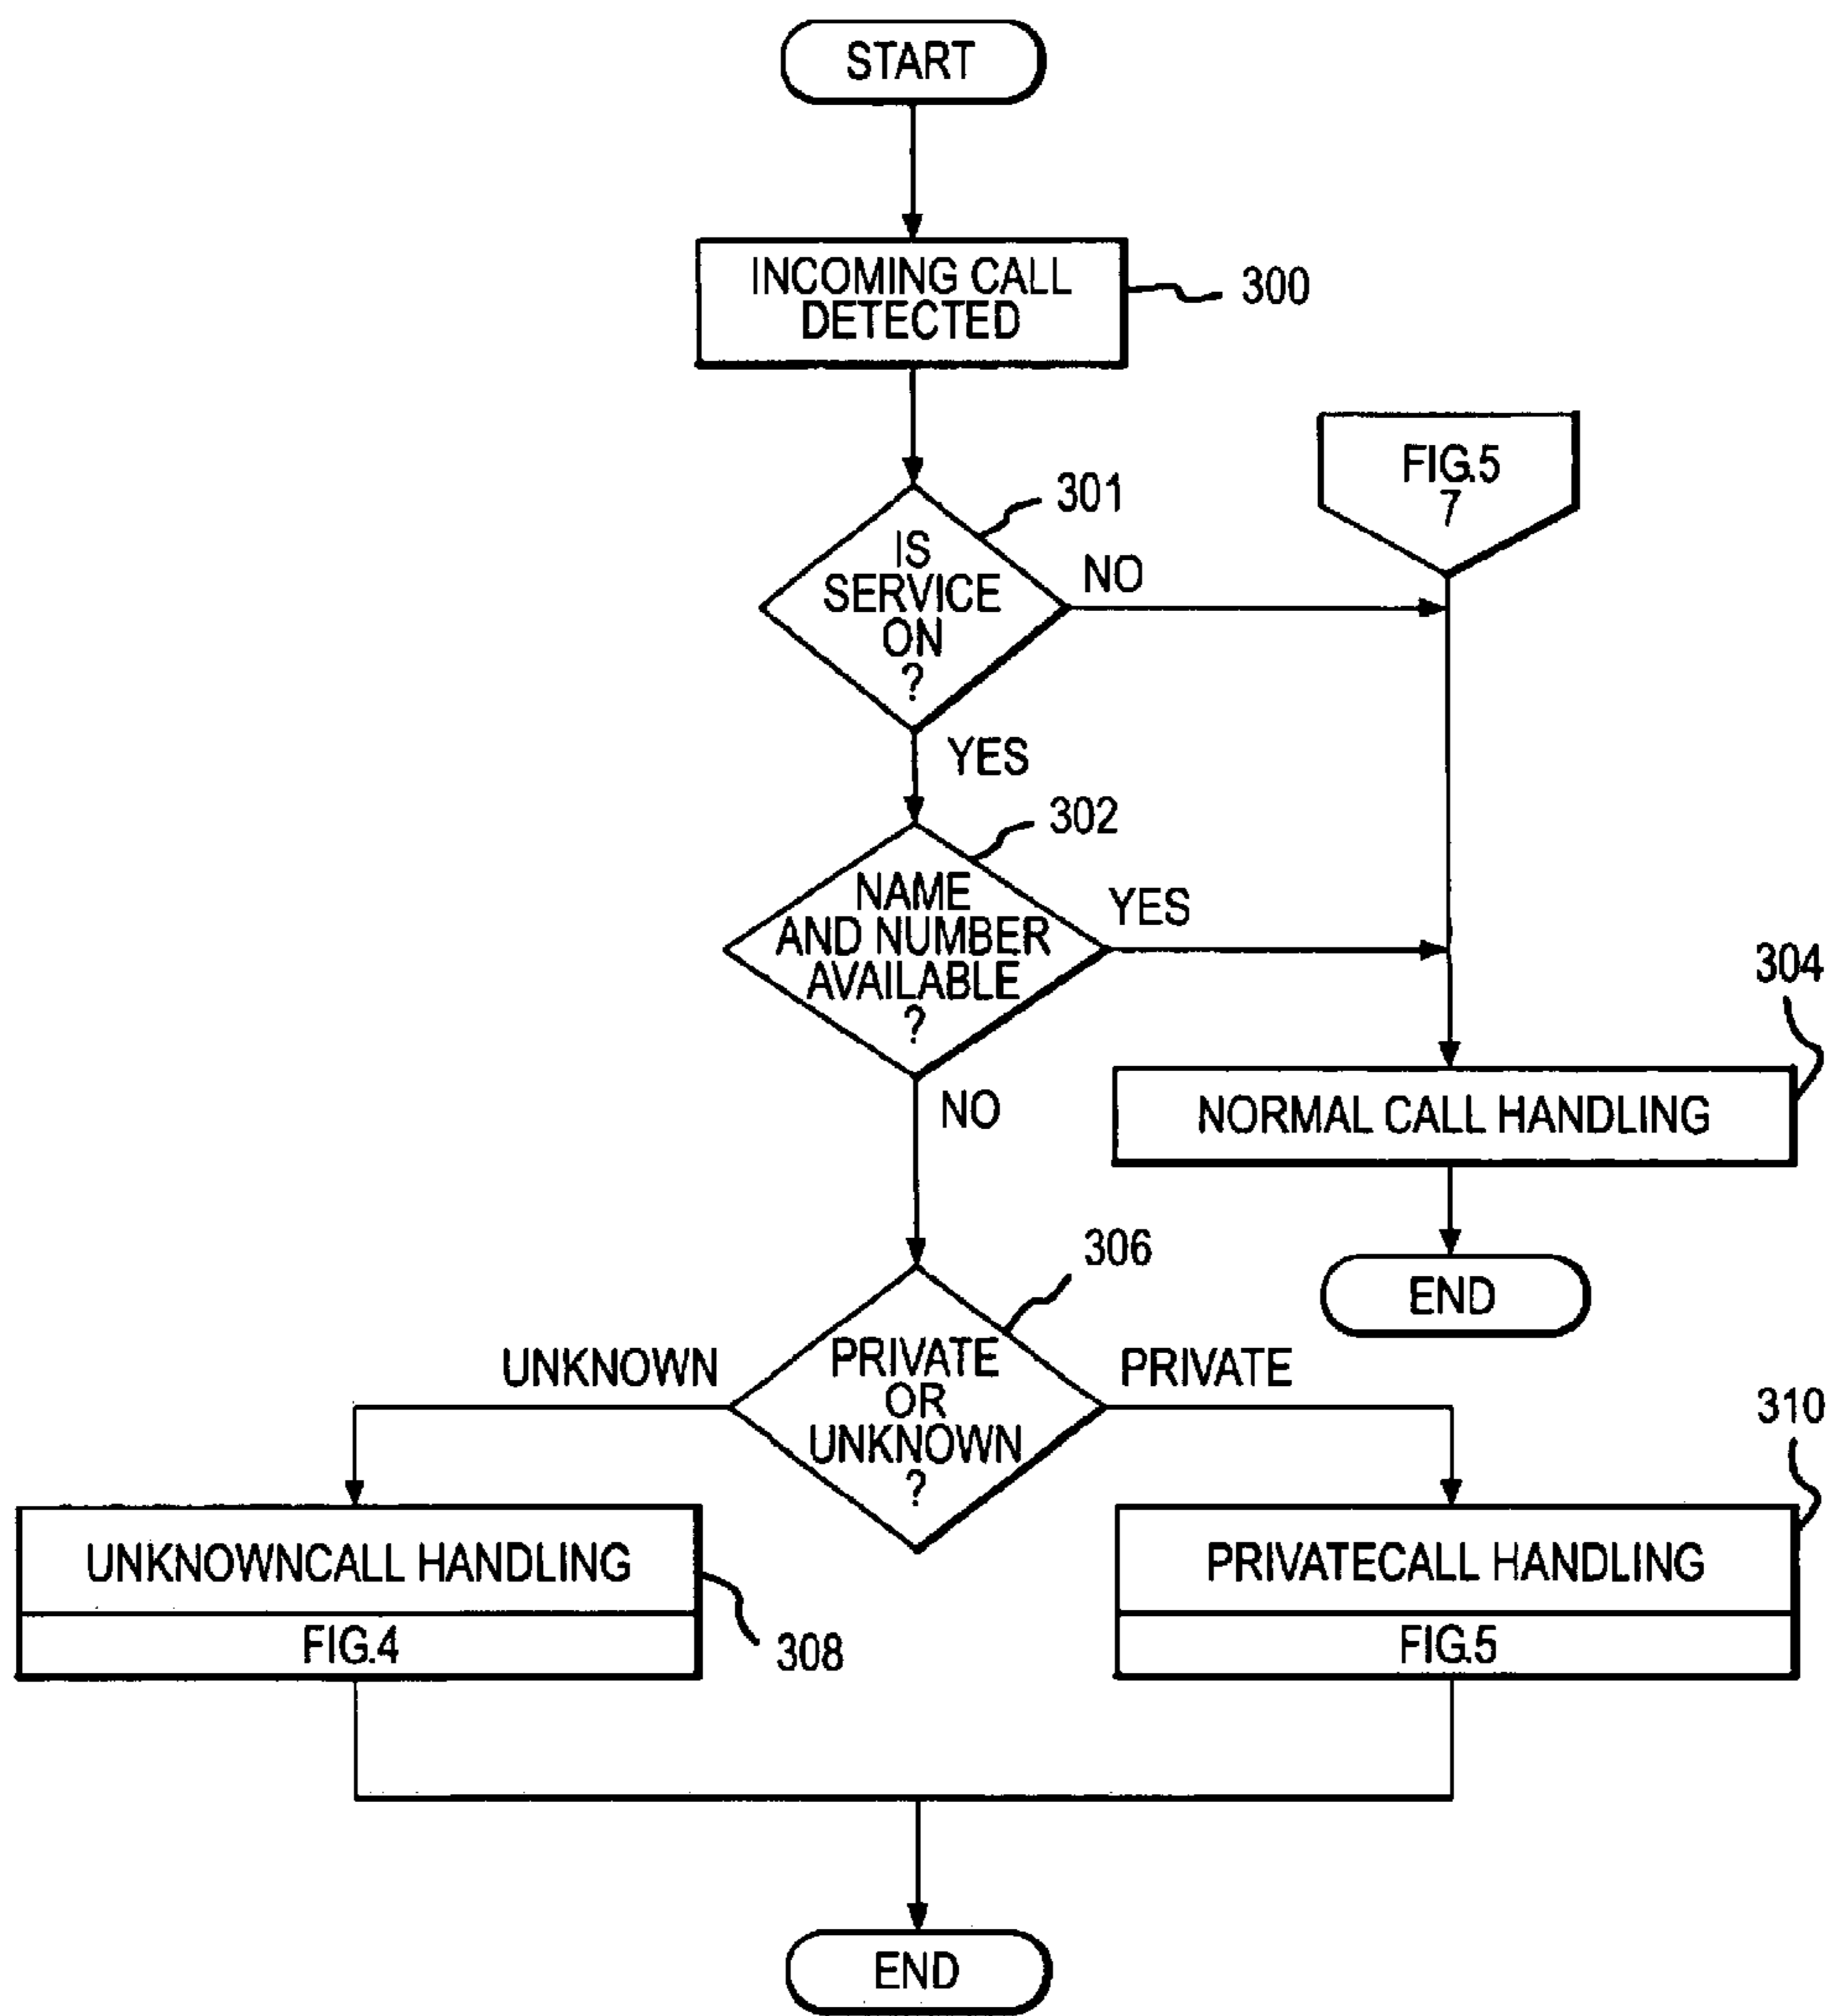 START
INCOMING CALL
DETECTED
300
FIG.5
7
301
IS
SERVICE
ON
?
NO
YES
302
NAME
AND NUMBER
AVAILABLE
?
YES
304
NORMAL CALL HANDLING
NO
END
306
PRIVATE
OR
UNKNOWN
?
UNKNOWN
PRIVATE
310
UNKNOWNCALL HANDLING
FIG.4
308
PRIVATECALL HANDLING
FIG.5
END